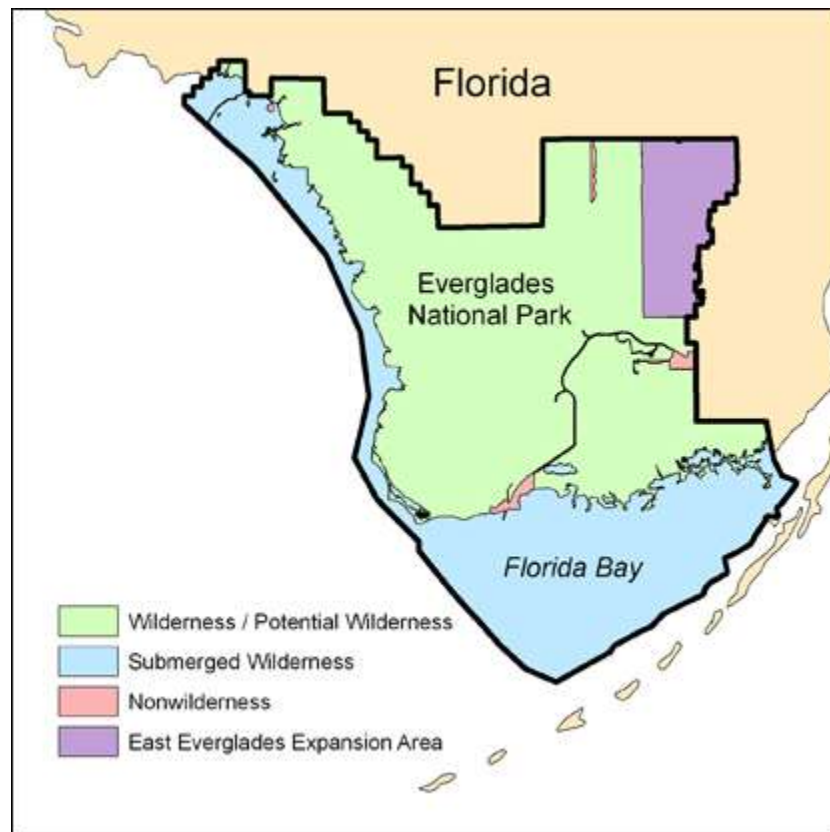 Florida
Everglades
National Park
Florida Bay
Wilderness / Potential Wilderness
Submerged Wilderness
Nonwilderness
East Everglades Expansion Area